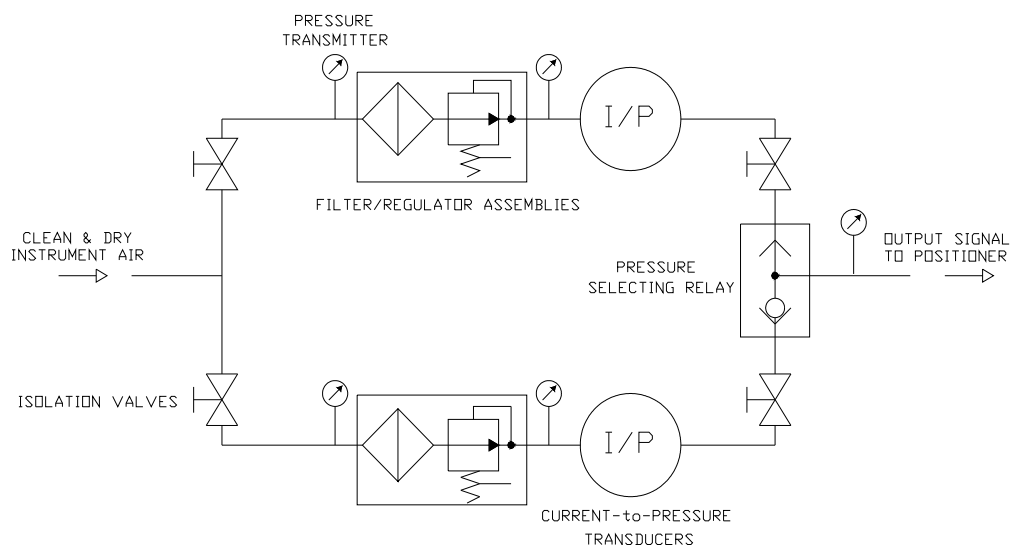 PRESSURE
TRANSMITTER
I/P
FILTER/REGULATOR ASSEMBLIES
CLEAN & DRY
INSTRUMENT AIR
OUTPUT SIGNAL
TO POSITIONER
PRESSURE
SELECTING RELAY
ISOLATION VALVES
I/P
CURRENT-to-PRESSURE
TRANSDUCERS